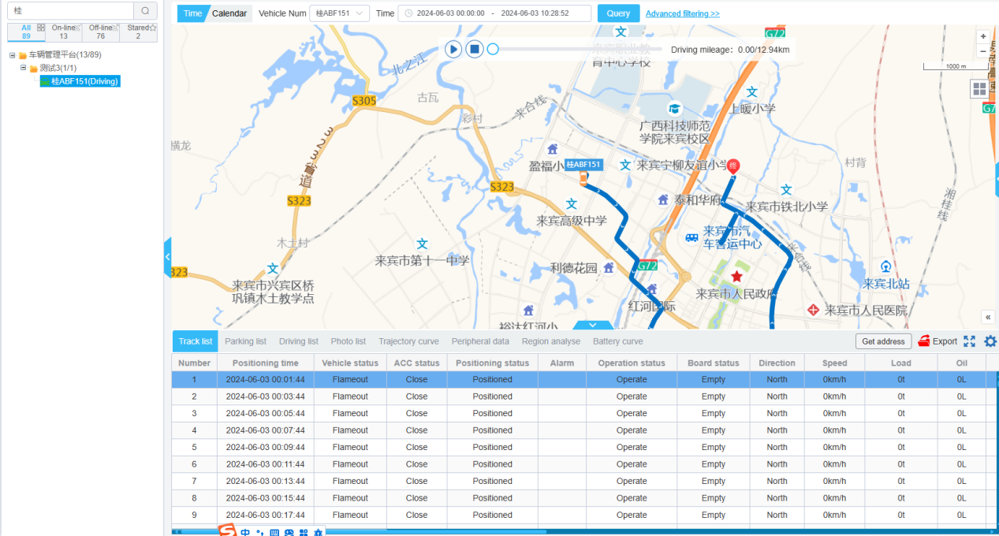 桂
All 89
On-line 13
Off-line 76
Stared 2
车辆管理平台(13/89)
测试3(1/1)
桂ABF151(Driving)
Time Calendar Vehicle Num 桂ABF151 Time 2024-06-03 00:00:00 - 2024-06-03 10:28:52 Query Advanced filtering >>
Driving mileage：0.00/12.94km
1000 m
G72
育中心学校
北之江
S305
古瓦
彩村
来合线
文
上暖小学
广西科技师范
学院来宾校区
横龙
323省道
盈福小
桂ABF151
文
来宾宁柳友谊小学
终
村背
S323
S323
文
来宾高级中学
泰和华府
文
来宾市铁北小学
湘桂线
来宾市汽
车客运中心
木土村
文
来宾市第十一中学
利德花园
G72
来合线
323
文
来宾市兴宾区桥
巩镇木土教学点
红河国际
来宾市人民政府
来宾北站
来宾市人民医院
裕达红河小
«
Track list Parking list Driving list Photo list Trajectory curve Peripheral data Region analyse Battery curve Get address Export
Number Positioning time Vehicle status ACC status Positioning status Alarm Operation status Board status Direction Speed Load Oil
1 2024-06-03 00:01:44 Flameout Close Positioned Operate Empty North 0km/h 0t 0L
2 2024-06-03 00:03:44 Flameout Close Positioned Operate Empty North 0km/h 0t 0L
3 2024-06-03 00:05:44 Flameout Close Positioned Operate Empty North 0km/h 0t 0L
4 2024-06-03 00:07:44 Flameout Close Positioned Operate Empty North 0km/h 0t 0L
5 2024-06-03 00:09:44 Flameout Close Positioned Operate Empty North 0km/h 0t 0L
6 2024-06-03 00:11:44 Flameout Close Positioned Operate Empty North 0km/h 0t 0L
7 2024-06-03 00:13:44 Flameout Close Positioned Operate Empty North 0km/h 0t 0L
8 2024-06-03 00:15:44 Flameout Close Positioned Operate Empty North 0km/h 0t 0L
9 2024-06-03 00:17:44 Flameout Close Positioned Operate Empty North 0km/h 0t 0L
中